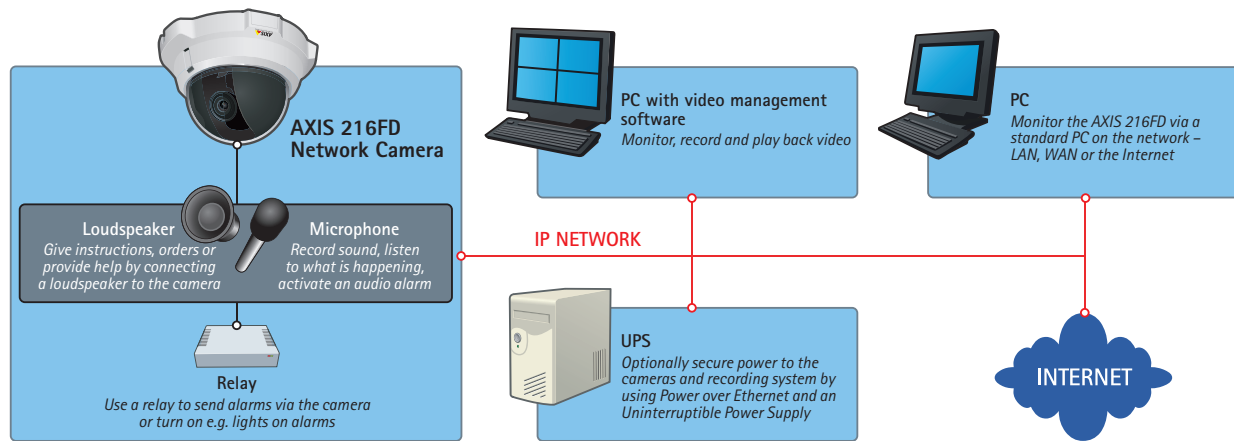 AXIS
AXIS 216FD
Network Camera
Loudspeaker
Give instructions, orders or
provide help by connecting
a loudspeaker to the camera
Microphone
Record sound, listen
to what is happening,
activate an audio alarm
Relay
Use a relay to send alarms via the camera
or turn on e.g. lights on alarms
IP NETWORK
PC with video management
software
Monitor, record and play back video
PC
Monitor the AXIS 216FD via a
standard PC on the network –
LAN, WAN or the Internet
UPS
Optionally secure power to the
cameras and recording system by
using Power over Ethernet and an
Uninterruptible Power Supply
INTERNET